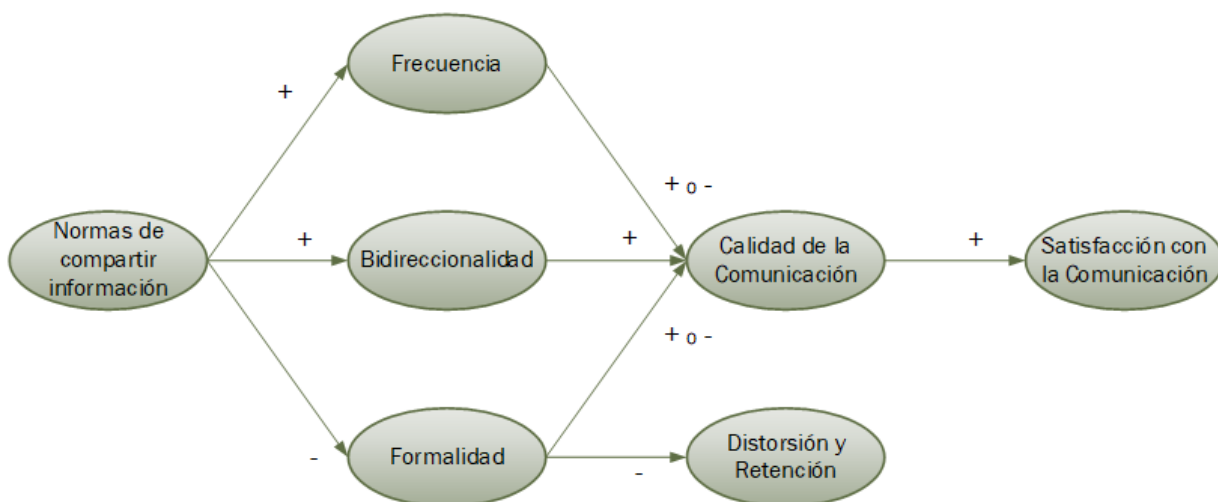 Frecuencia
+
+ o -
Normas de
compartir
información
+
Bidireccionalidad
+
Calidad de la
Comunicación
+
Satisfacción con
la Comunicación
+ o -
-
Formalidad
-
Distorsión y
Retención